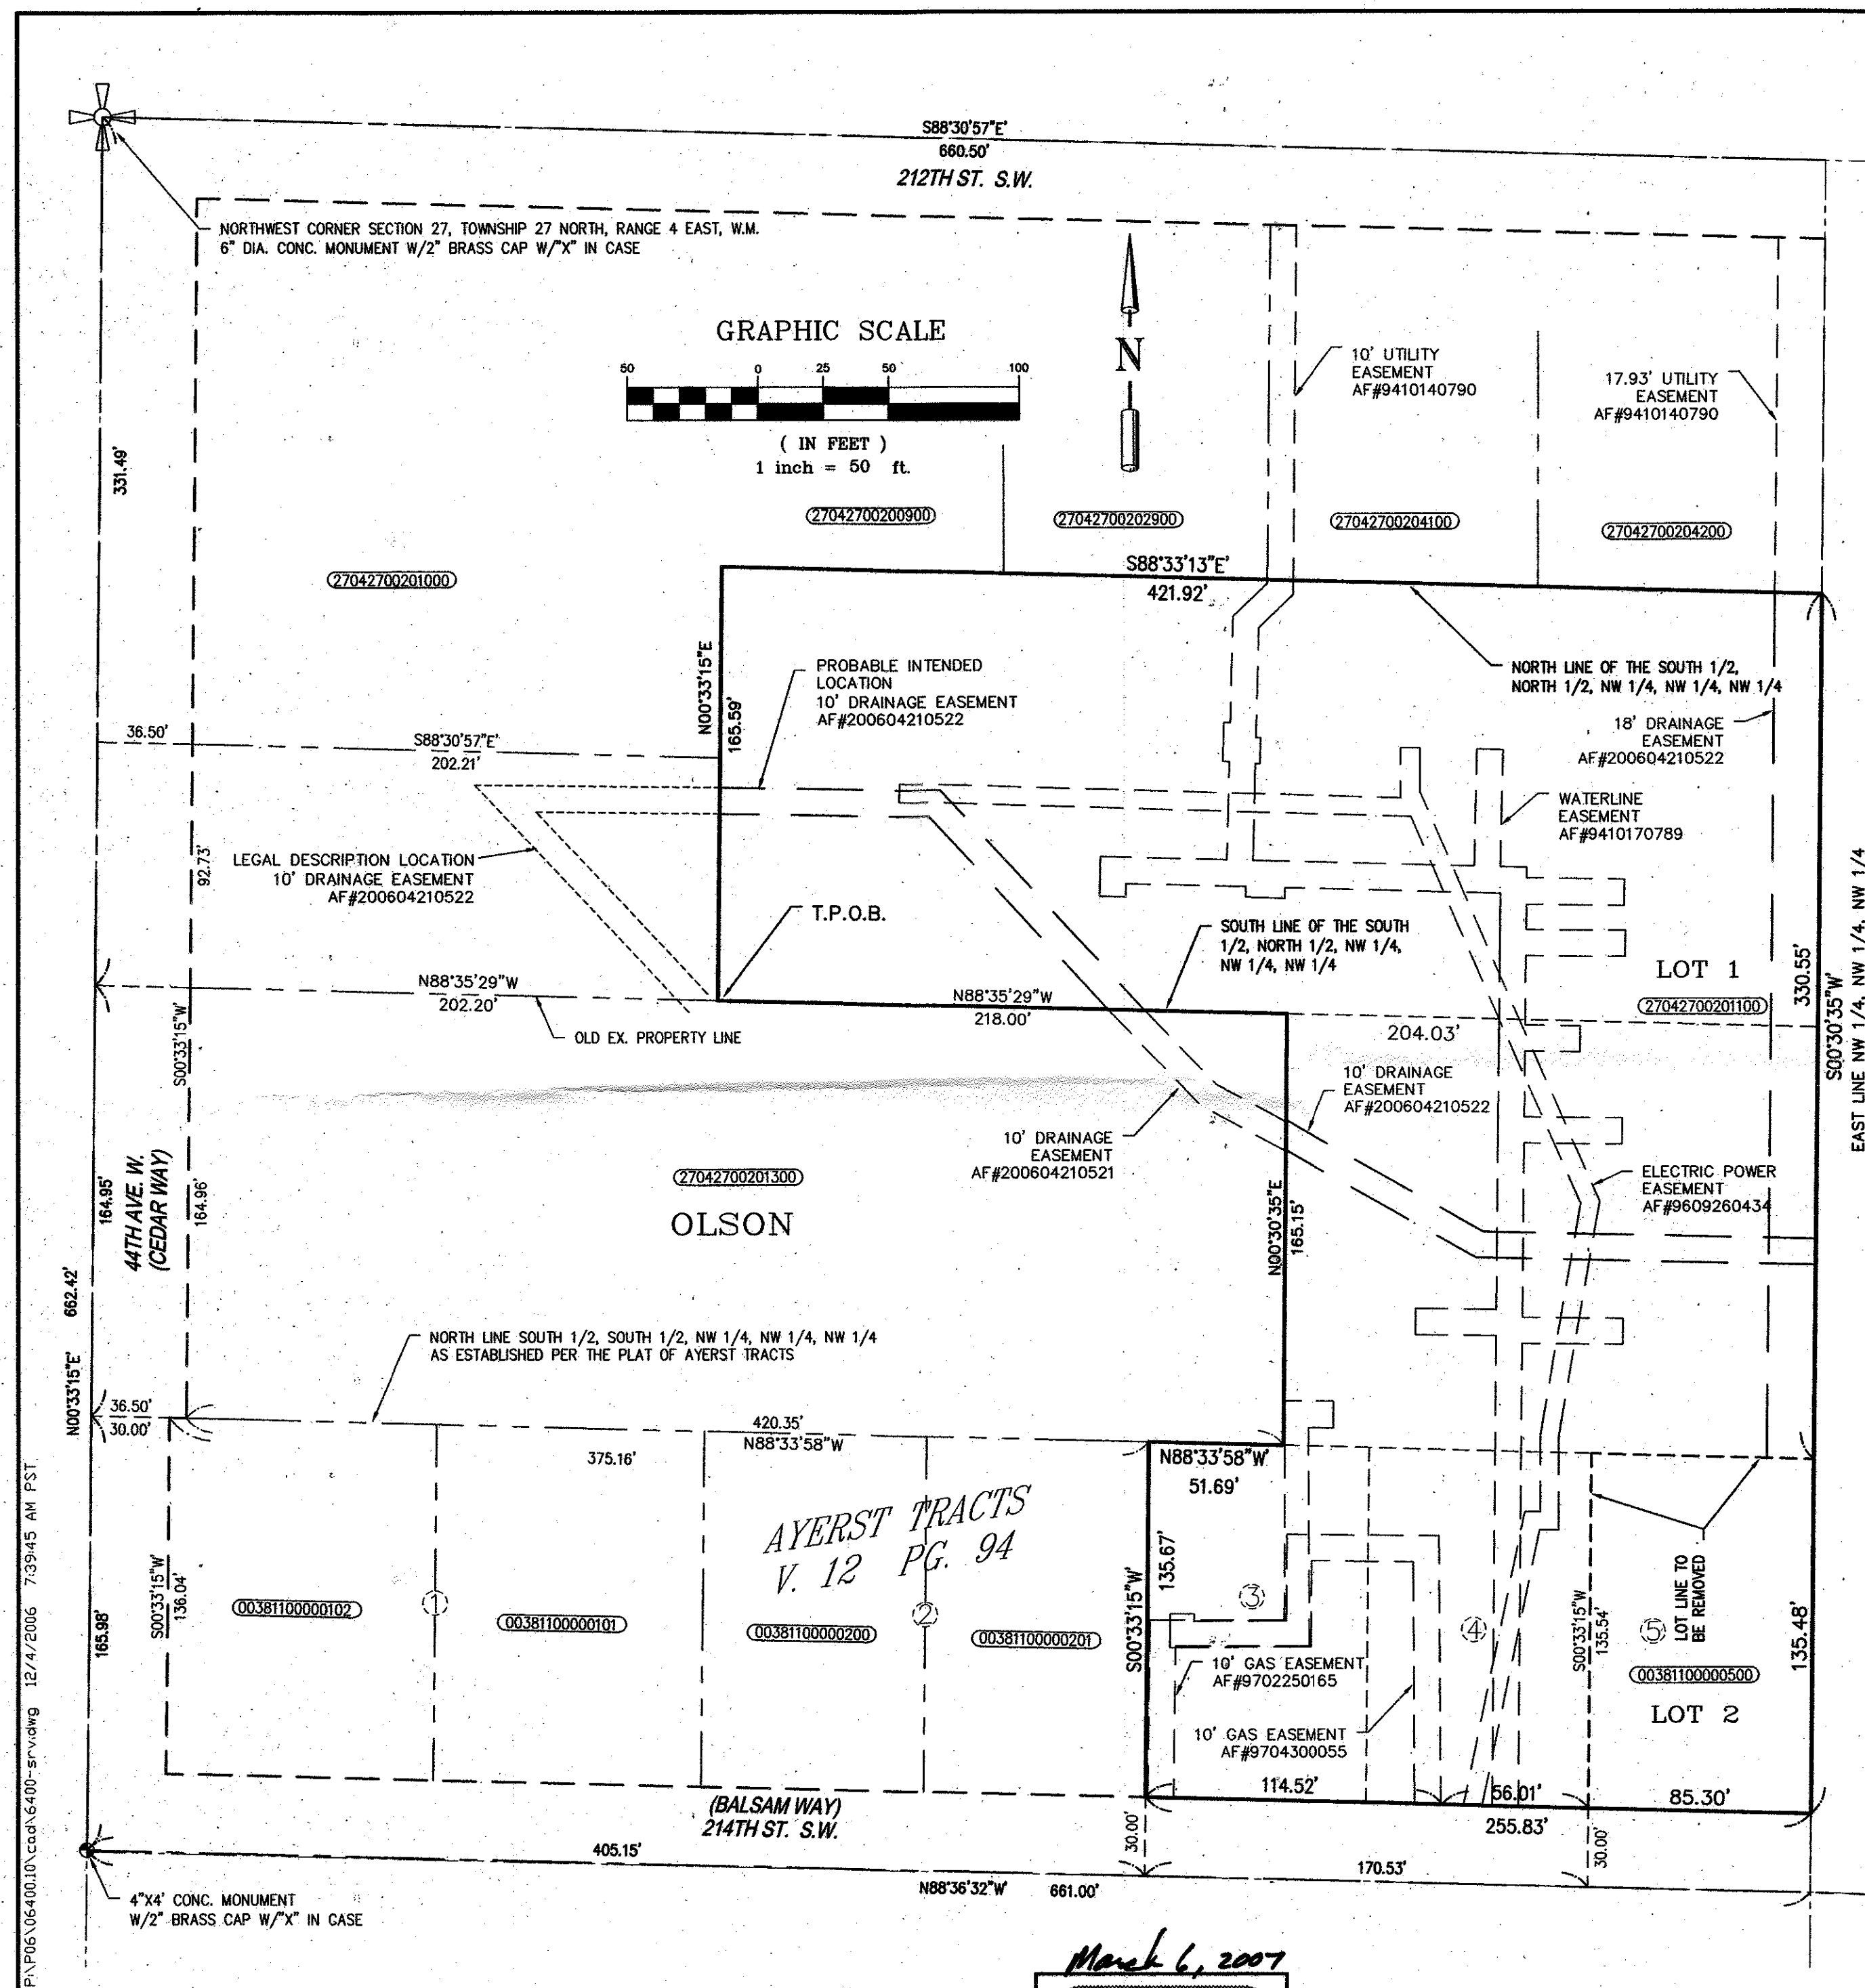 S88°30'57"E
660.50'
212TH ST. S.W.
NORTHWEST CORNER SECTION 27, TOWNSHIP 27 NORTH, RANGE 4 EAST, W.M.
6" DIA. CONC. MONUMENT W/2" BRASS CAP W/"X" IN CASE
GRAPHIC SCALE
50 0 25 50 100
( IN FEET )
1 inch = 50 ft.
N
10' UTILITY
EASEMENT
AF#9410140790
17.93' UTILITY
EASEMENT
AF#9410140790
331.49'
27042700200900
27042700202900
27042700204100
27042700204200
27042700201000
S88°33'13"E
421.92'
N00°33'15"E
165.59'
PROBABLE INTENDED
LOCATION
10' DRAINAGE EASEMENT
AF#200604210522
NORTH LINE OF THE SOUTH 1/2,
NORTH 1/2, NW 1/4, NW 1/4, NW 1/4
18' DRAINAGE
EASEMENT
AF#200604210522
36.50'
S88°30'57"E
202.21'
WATERLINE
EASEMENT
AF#9410170789
92.73'
LEGAL DESCRIPTION LOCATION
10' DRAINAGE EASEMENT
AF#200604210522
T.P.O.B.
SOUTH LINE OF THE SOUTH
1/2, NORTH 1/2, NW 1/4,
NW 1/4, NW 1/4
LOT 1
27042700201100
330.55'
S00°30'35"W
EAST LINE NW 1/4, NW 1/4, NW 1/4
N88°35'29"W
202.20'
N88°35'29"W
218.00'
204.03'
OLD EX. PROPERTY LINE
S00°33'15"W
10' DRAINAGE
EASEMENT
AF#200604210522
10' DRAINAGE
EASEMENT
AF#200604210521
164.95'
44TH AVE. W.
(CEDAR WAY)
164.96'
27042700201300
OLSON
N00°30'35"E
165.15'
ELECTRIC POWER
EASEMENT
AF#9609260434
N00°33'15"E 662.42'
NORTH LINE SOUTH 1/2, SOUTH 1/2, NW 1/4, NW 1/4, NW 1/4
AS ESTABLISHED PER THE PLAT OF AYERST TRACTS
36.50'
30.00'
420.35'
N88°33'58"W
375.16'
N88°33'58"W
51.69'
AYERST TRACTS
V. 12 PG. 94
S00°33'15"W
135.67'
165.98'
S00°33'15"W
136.04'
00381100000102
1
00381100000101
00381100000200
2
00381100000201
3
4
S00°33'15"W
135.54'
5
LOT LINE TO
BE REMOVED
00381100000500
LOT 2
135.48'
10' GAS EASEMENT
AF#9702250165
10' GAS EASEMENT
AF#9704300055
114.52'
56.01'
85.30'
255.83'
(BALSAM WAY)
214TH ST. S.W.
30.00'
30.00'
405.15'
170.53'
N88°36'32"W 661.00'
4"X4' CONC. MONUMENT
W/2" BRASS CAP W/"X" IN CASE
March 6, 2007
P:\P06\06400.110\cad\6400-srv.dwg 12/4/2006 7:39:45 AM PST